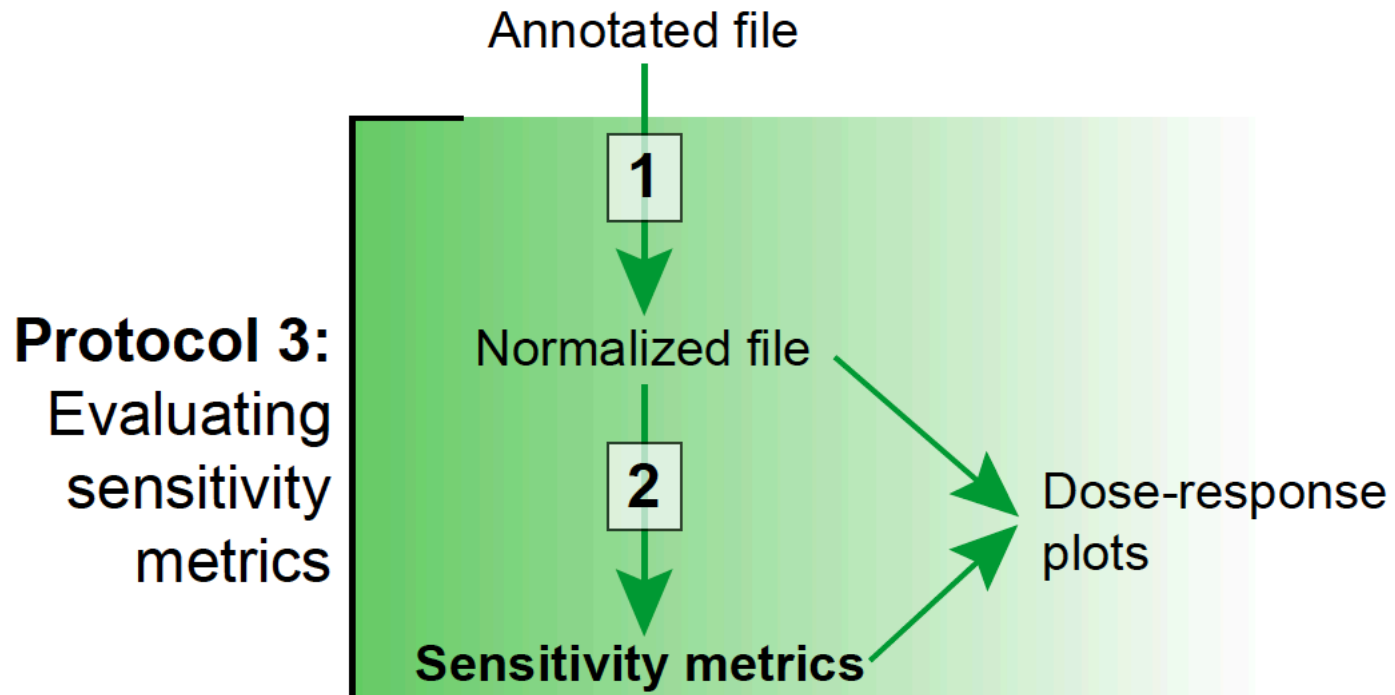 Annotated file
1
Protocol 3:
Evaluating
sensitivity
metrics
Normalized file
2
Dose-response
plots
Sensitivity metrics